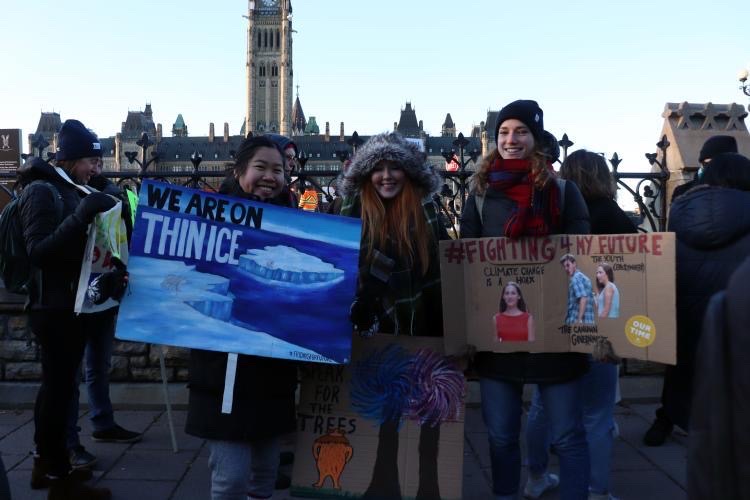 WE ARE ON
THIN ICE
#FIGHTING 4 MY FUTURE
CLIMATE CHANGE
IS A HOAX
THE YOUTH
THE CANADIAN
GOVERNMENT
OUR
TIME
FOR
THE
TREES